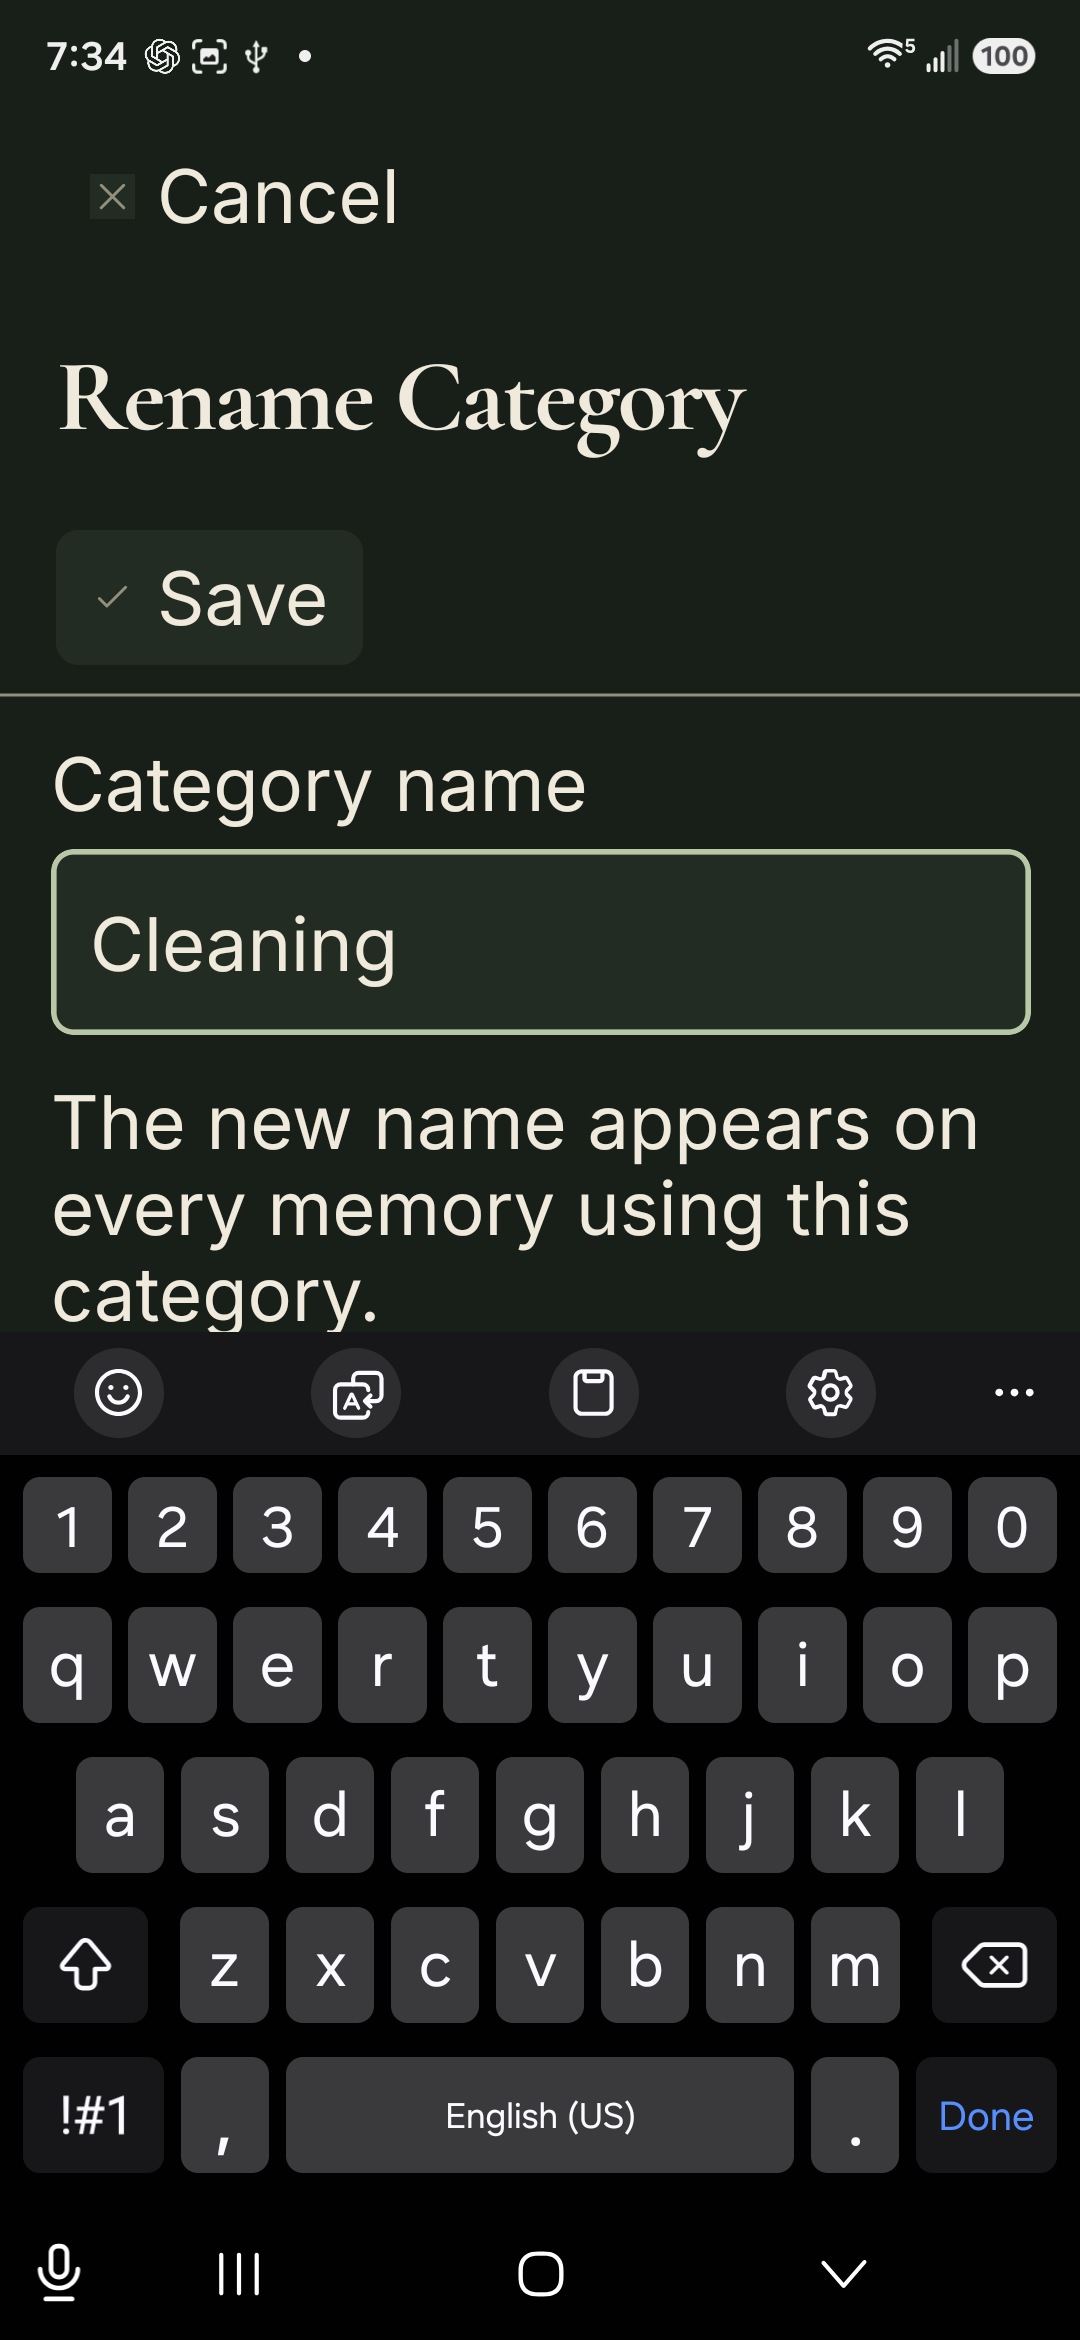 7:34
5
100
Cancel
Rename Category
Save
Category name
Cleaning
The new name appears on
every memory using this
category.
A
1 2 3 4 5 6 7 8 9 0
q w e r t y u i o p
a s d f g h j k l
z x c v b n m
!#1 , English (US) . Done